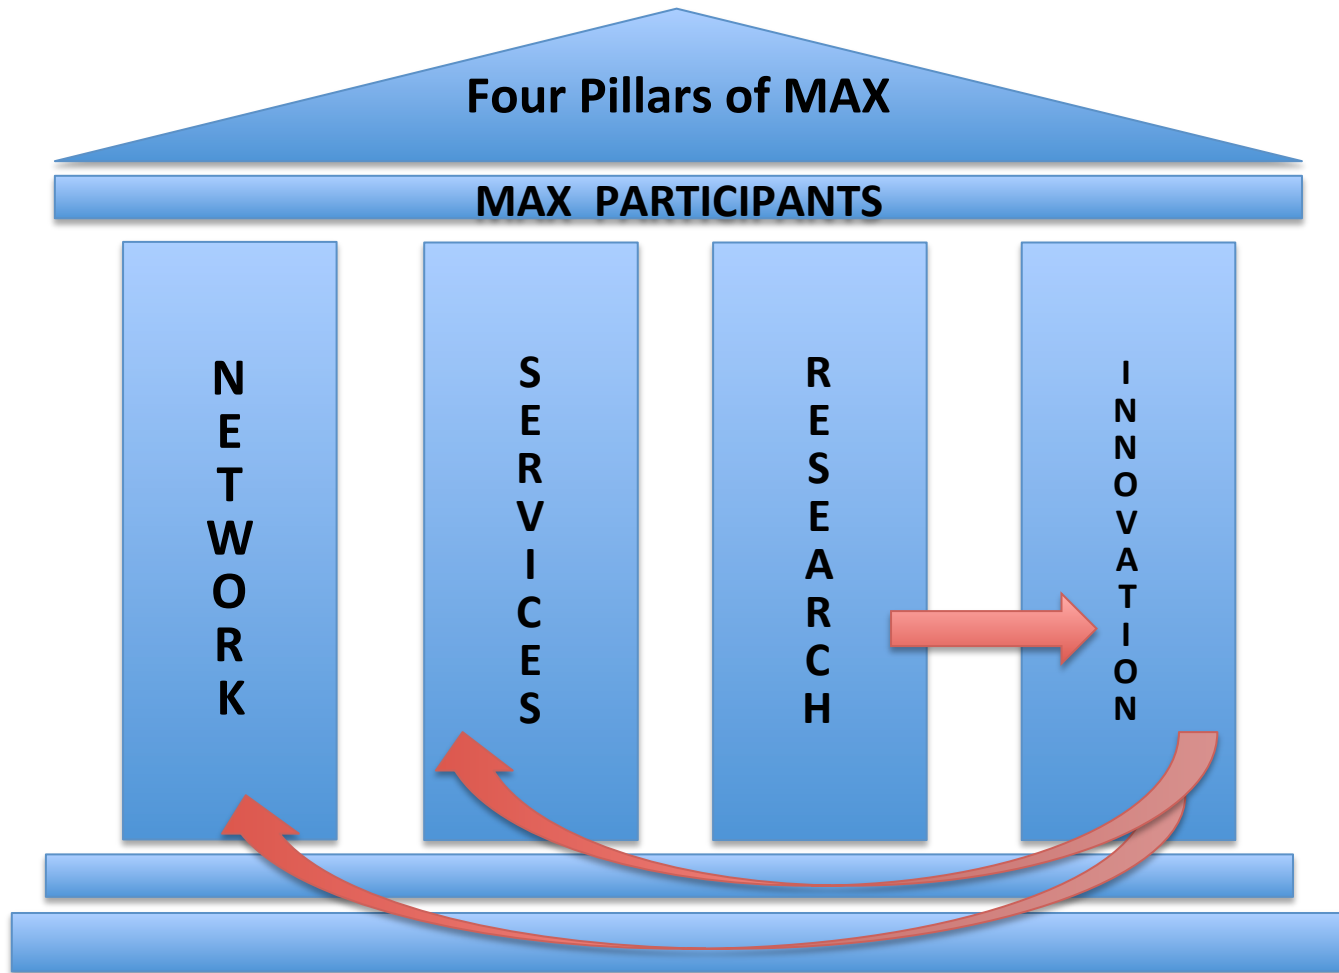 Four Pillars of MAX
MAX PARTICIPANTS
NETWORK
SERVICES
RESEARCH
INNOVATION